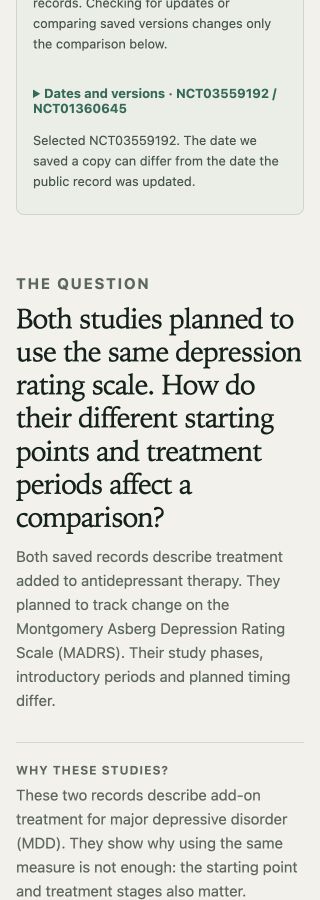 records. Checking for updates or
comparing saved versions changes only
the comparison below.
▶ Dates and versions · NCT03559192 /
NCT01360645
Selected NCT03559192. The date we
saved a copy can differ from the date the
public record was updated.
THE QUESTION
Both studies planned to
use the same depression
rating scale. How do
their different starting
points and treatment
periods affect a
comparison?
Both saved records describe treatment
added to antidepressant therapy. They
planned to track change on the
Montgomery Asberg Depression Rating
Scale (MADRS). Their study phases,
introductory periods and planned timing
differ.
WHY THESE STUDIES?
These two records describe add-on
treatment for major depressive disorder
(MDD). They show why using the same
measure is not enough: the starting point
and treatment stages also matter.